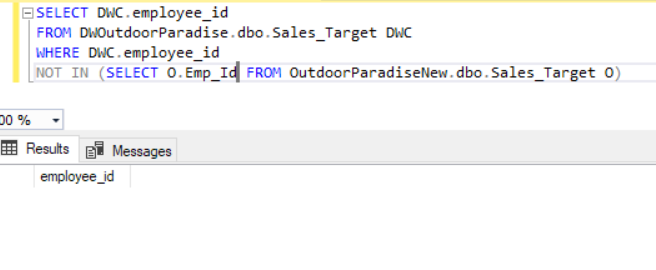 SELECT DWC.employee_id
FROM DWOutdoorParadise.dbo.Sales_Target DWC
WHERE DWC.employee_id
NOT IN (SELECT O.Emp_Id FROM OutdoorParadiseNew.dbo.Sales_Target O)
00 %
Results Messages
employee_id